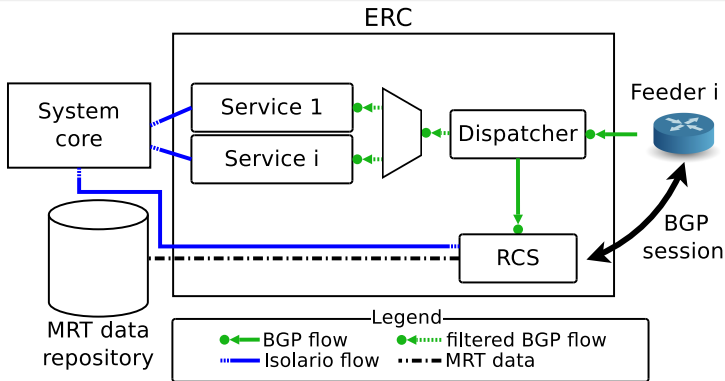 ERC
System
core
Service 1
Service i
Dispatcher
Feeder i
BGP
session
RCS
MRT data
repository
Legend
BGP flow
filtered BGP flow
Isolario flow
MRT data